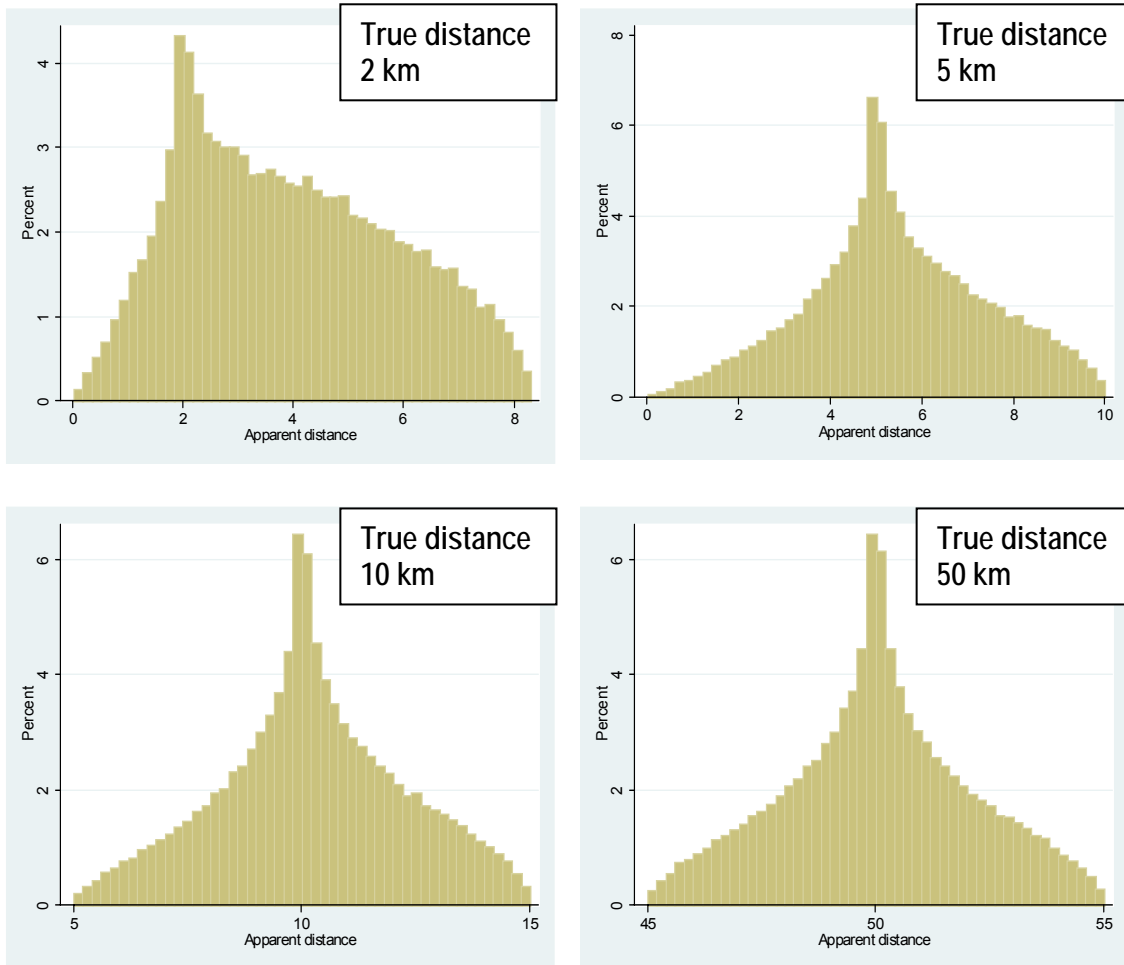 True distance
2 km
Percent
4
3
2
1
0
0 2 4 6 8
Apparent distance
True distance
5 km
Percent
8
6
4
2
0
0 2 4 6 8 10
Apparent distance
True distance
10 km
Percent
6
4
2
0
5 10 15
Apparent distance
True distance
50 km
Percent
6
4
2
0
45 50 55
Apparent distance